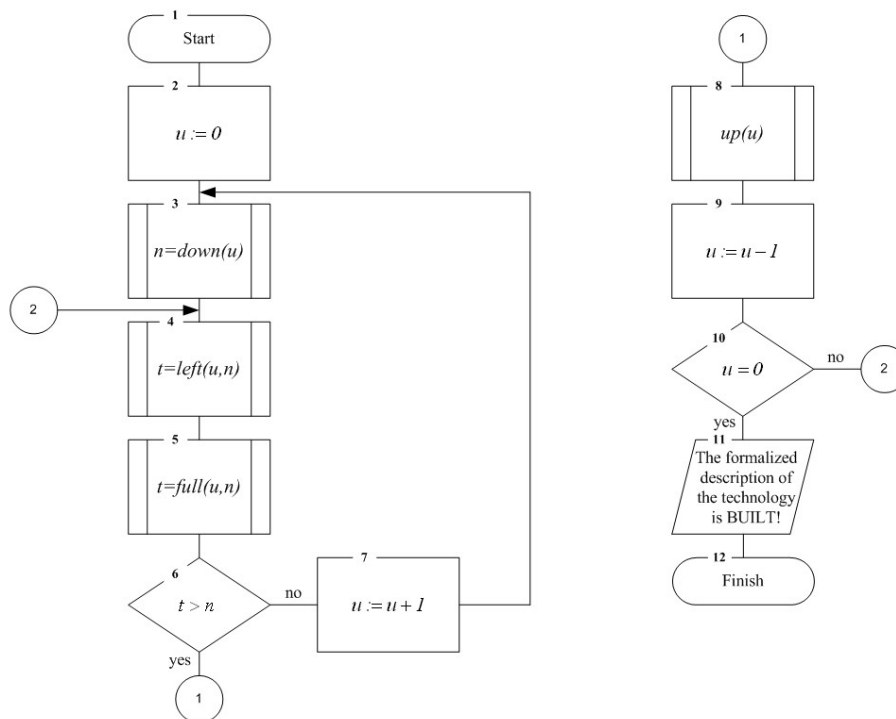 1
Start
2
u := 0
3
n=down(u)
2
4
t=left(u,n)
5
t=full(u,n)
6
t > n
no
yes
7
u := u + 1
1
1
8
up(u)
9
u := u – 1
10
u = 0
no
2
yes
11
The formalized
description of
the technology
is BUILT!
12
Finish